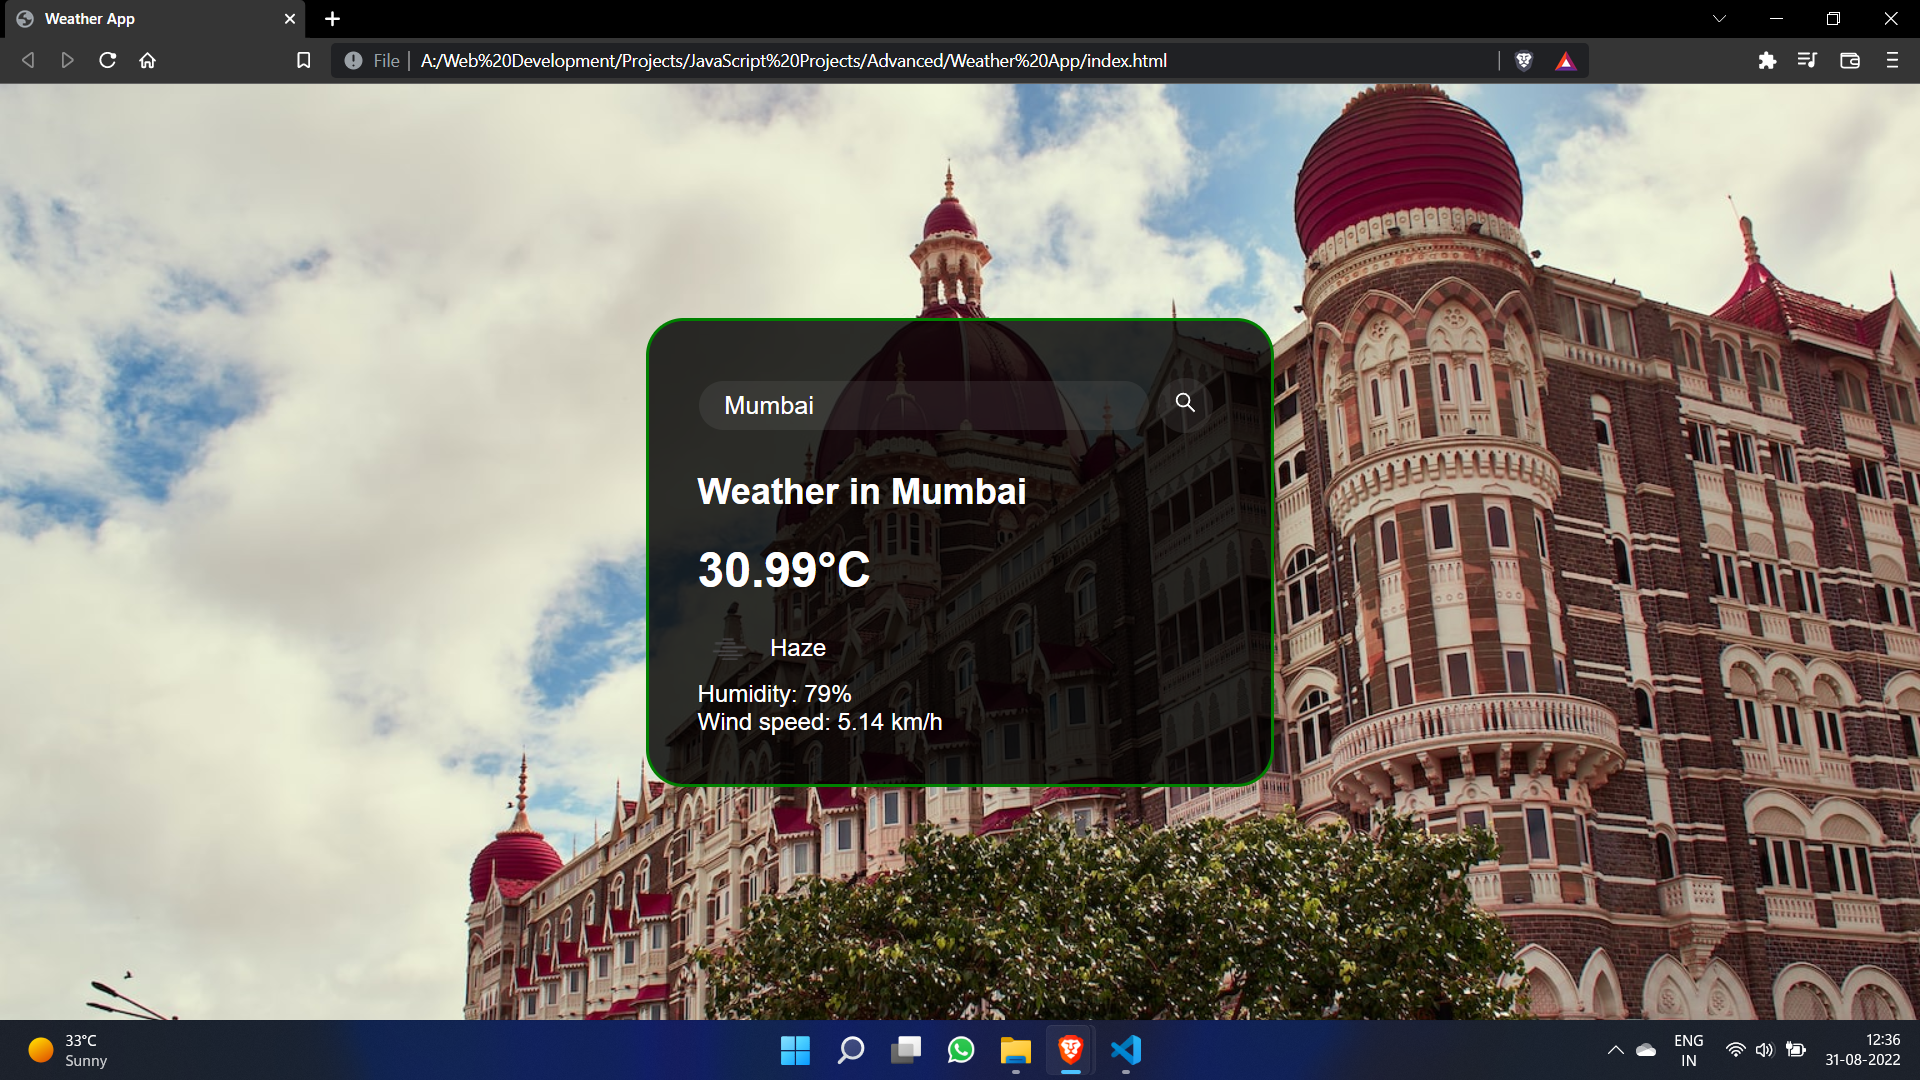 Weather App
File
A:/Web%20Development/Projects/JavaScript%20Projects/Advanced/Weather%20App/index.html
Mumbai
Weather in Mumbai
30.99°C
Haze
Humidity: 79%
Wind speed: 5.14 km/h
33°C
Sunny
ENG
IN
12:36
31-08-2022